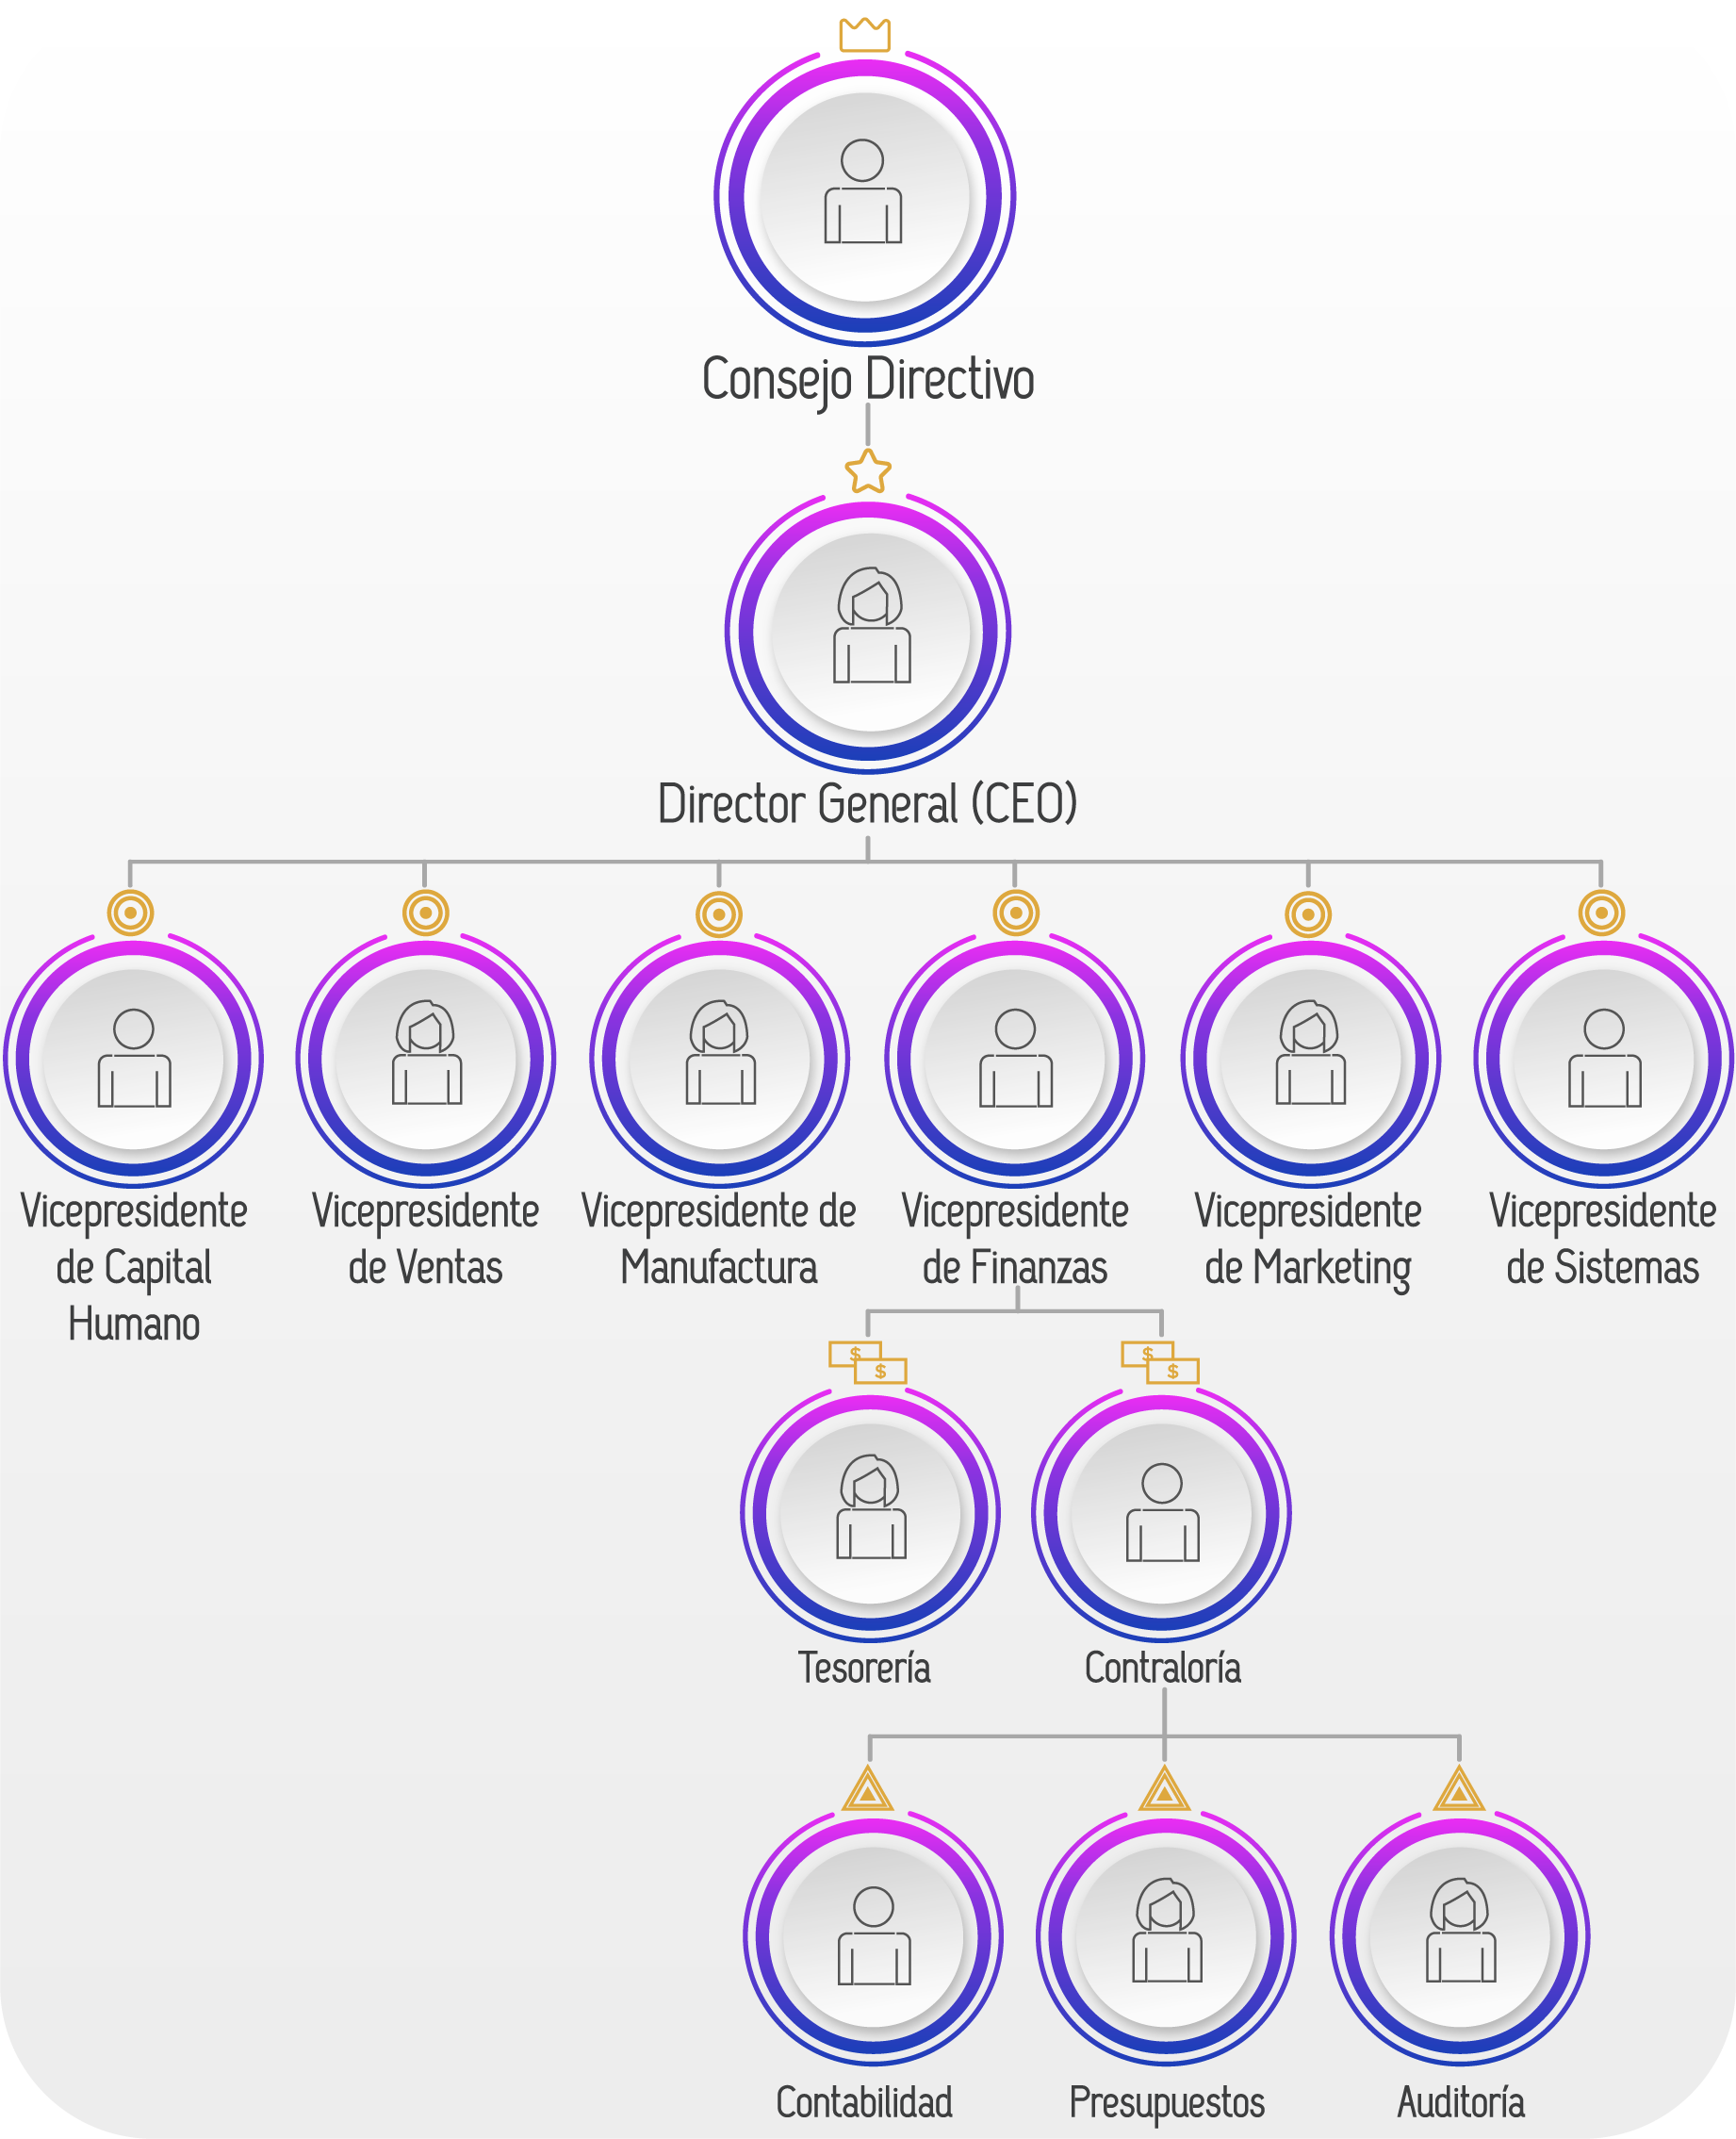 Consejo Directivo
Director General (CEO)
Vicepresidente
de Capital
Humano
Vicepresidente
de Ventas
Vicepresidente de
Manufactura
Vicepresidente
de Finanzas
Vicepresidente
de Marketing
Vicepresidente
de Sistemas
$
$
$
$
Tesorería
Contraloría
Contabilidad
Presupuestos
Auditoría